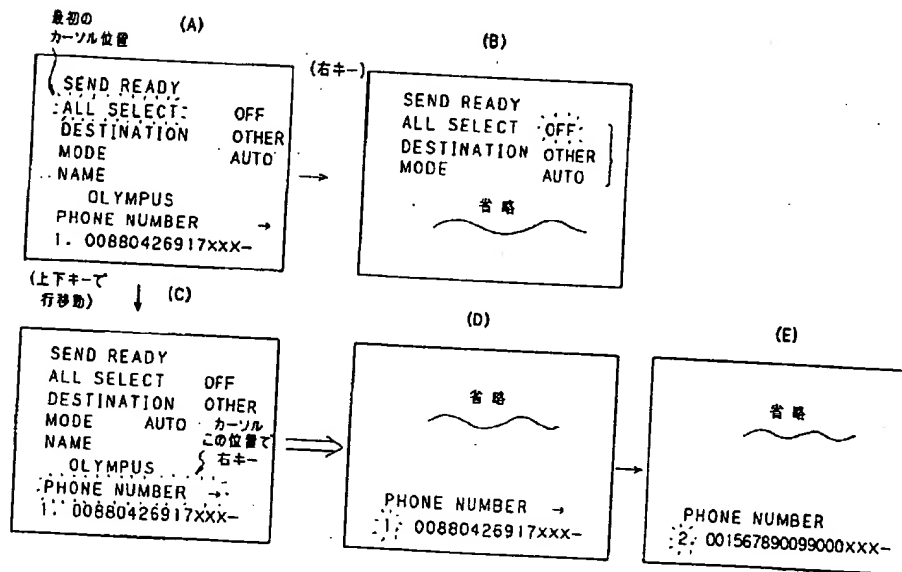 最初の
カーソル位置
(A)
SEND READY
ALL SELECT OFF
DESTINATION OTHER
MODE AUTO
NAME
OLYMPUS
PHONE NUMBER →
1. 00880426917XXX-
(右キー)
→
(B)
SEND READY
ALL SELECT OFF
DESTINATION OTHER
MODE AUTO
省略
(上下キーで
行移動)
↓
(C)
SEND READY
ALL SELECT OFF
DESTINATION OTHER
MODE AUTO
カーソル
この位置で
右キー
NAME
OLYMPUS
PHONE NUMBER →
1. 00880426917XXX-
(D)
省略
PHONE NUMBER →
1. 00880426917XXX-
→
(E)
省略
PHONE NUMBER
2. 001567890099000XXX-